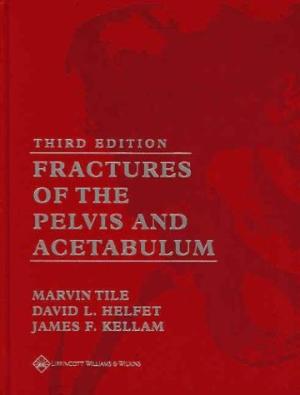 THIRD EDITION
FRACTURES
OF THE
PELVIS AND
ACETABULUM
MARVIN TILE
DAVID L. HELFET
JAMES F. KELLAM
LIPPINCOTT WILLIAMS & WILKINS